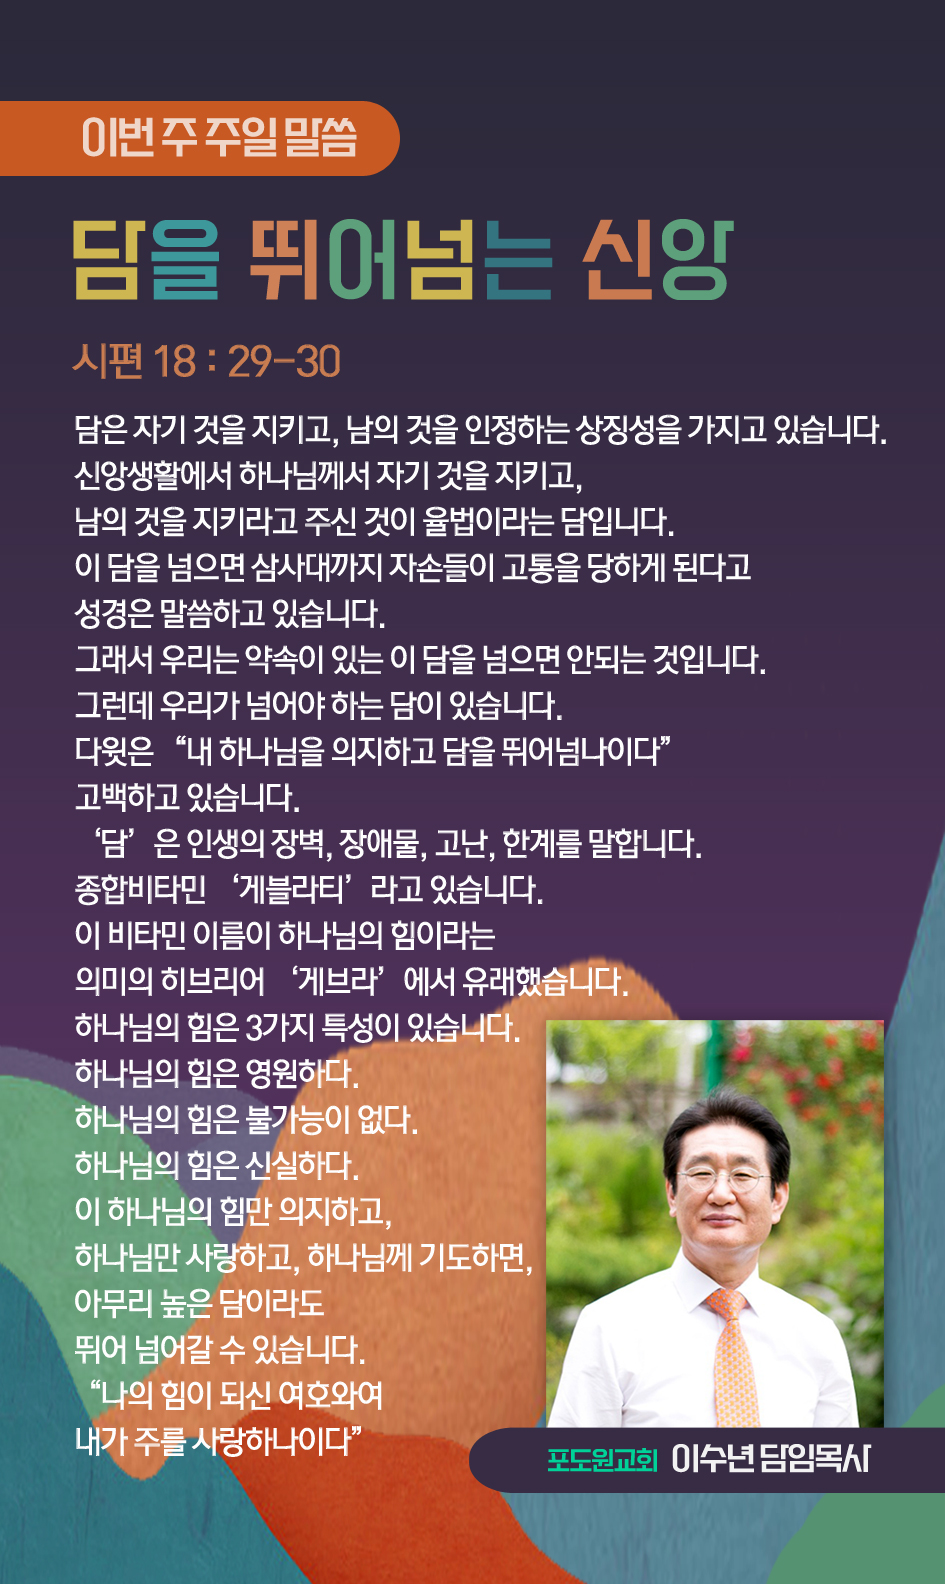 이번 주 주일 말씀
담을 뛰어넘는 신앙
시편 18 : 29-30
담은 자기 것을 지키고, 남의 것을 인정하는 상징성을 가지고 있습니다.
신앙생활에서 하나님께서 자기 것을 지키고,
남의 것을 지키라고 주신 것이 율법이라는 담입니다.
이 담을 넘으면 삼사대까지 자손들이 고통을 당하게 된다고
성경은 말씀하고 있습니다.
그래서 우리는 약속이 있는 이 담을 넘으면 안되는 것입니다.
그런데 우리가 넘어야 하는 담이 있습니다.
다윗은 “내 하나님을 의지하고 담을 뛰어넘나이다”
고백하고 있습니다.
‘담’ 은 인생의 장벽, 장애물, 고난, 한계를 말합니다.
종합비타민 ‘게블라티’ 라고 있습니다.
이 비타민 이름이 하나님의 힘이라는
의미의 히브리어 ‘게브라’ 에서 유래했습니다.
하나님의 힘은 3가지 특성이 있습니다.
하나님의 힘은 영원하다.
하나님의 힘은 불가능이 없다.
하나님의 힘은 신실하다.
이 하나님의 힘만 의지하고,
하나님만 사랑하고, 하나님께 기도하면,
아무리 높은 담이라도
뛰어 넘어갈 수 있습니다.
“나의 힘이 되신 여호와여
내가 주를 사랑하나이다”
포도원교회 이수년 담임목사